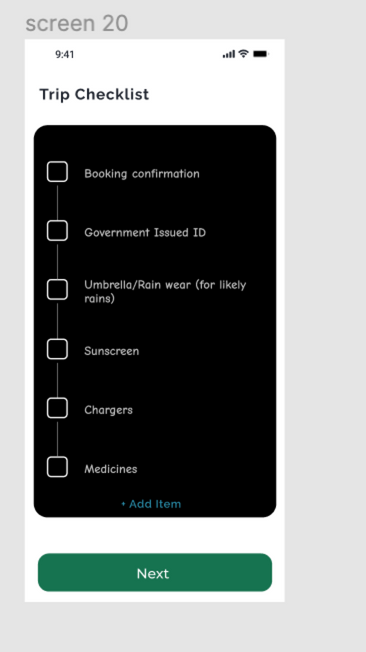 screen 20
9:41
Trip Checklist
Booking confirmation
Government Issued ID
Umbrella/Rain wear (for likely
rains)
Sunscreen
Chargers
Medicines
+ Add Item
Next